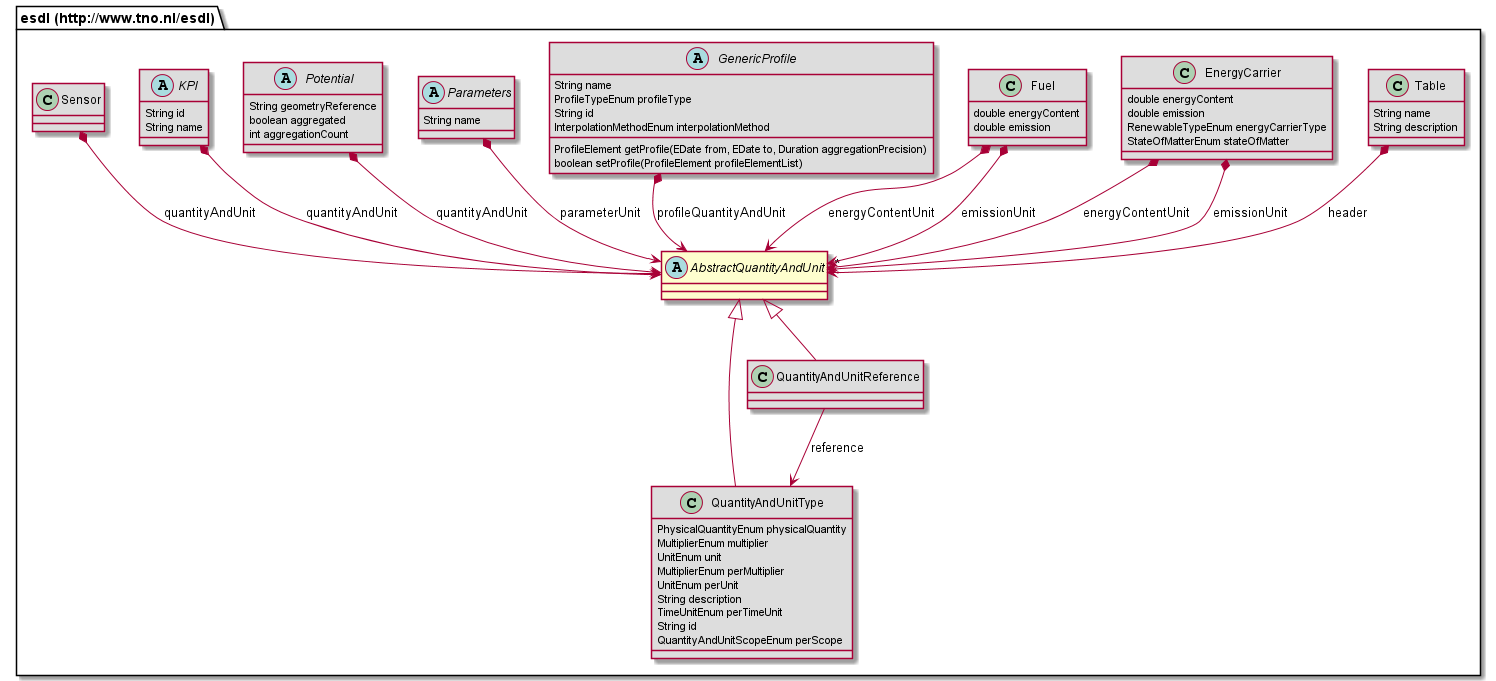 esdl (http://www.tno.nl/esdl)
C Sensor
A KPI
String id
String name
A Potential
String geometryReference
boolean aggregated
int aggregationCount
A Parameters
String name
A GenericProfile
String name
ProfileTypeEnum profileType
String id
InterpolationMethodEnum interpolationMethod
ProfileElement getProfile(EDate from, EDate to, Duration aggregationPrecision)
boolean setProfile(ProfileElement profileElementList)
C Fuel
double energyContent
double emission
C EnergyCarrier
double energyContent
double emission
RenewableTypeEnum energyCarrierType
StateOfMatterEnum stateOfMatter
C Table
String name
String description
quantityAndUnit
quantityAndUnit
quantityAndUnit
parameterUnit
profileQuantityAndUnit
energyContentUnit
emissionUnit
energyContentUnit
emissionUnit
header
*
A AbstractQuantityAndUnit
C QuantityAndUnitReference
reference
C QuantityAndUnitType
PhysicalQuantityEnum physicalQuantity
MultiplierEnum multiplier
UnitEnum unit
MultiplierEnum perMultiplier
UnitEnum perUnit
String description
TimeUnitEnum perTimeUnit
String id
QuantityAndUnitScopeEnum perScope